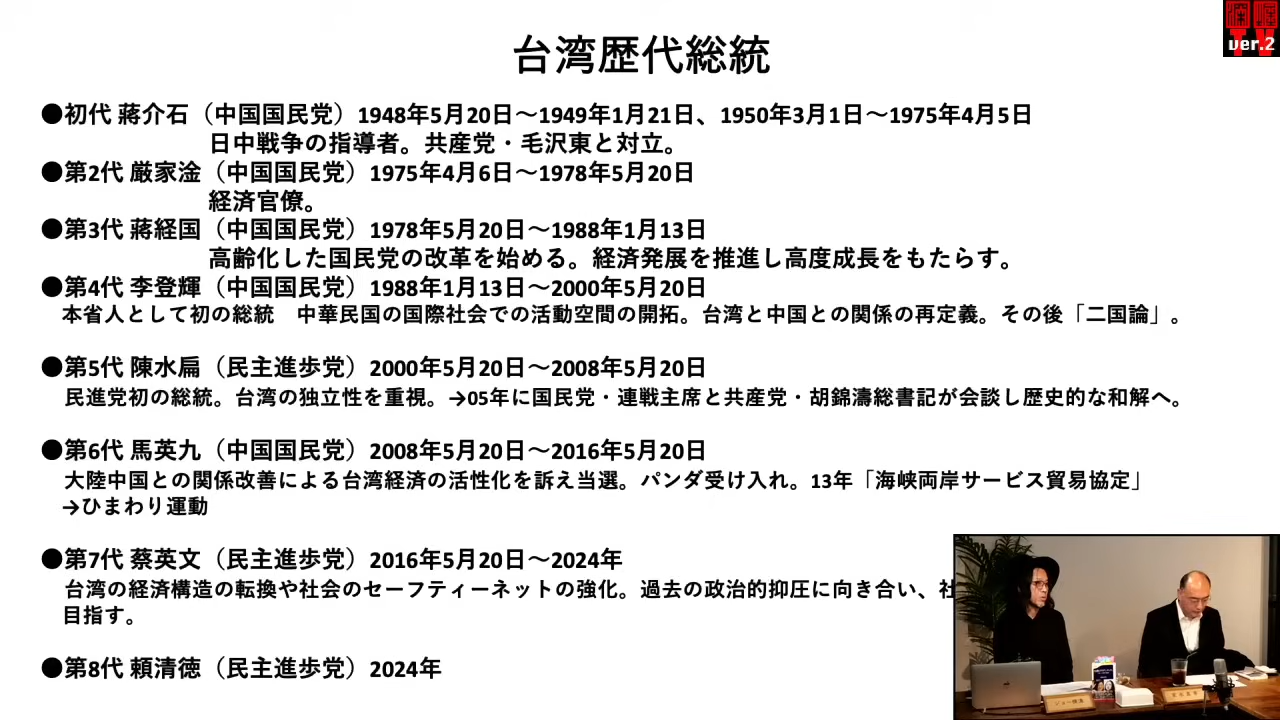 台湾歴代総統
ver.2
●初代 蔣介石（中国国民党）1948年5月20日～1949年1月21日、1950年3月1日～1975年4月5日
日中戦争の指導者。共産党・毛沢東と対立。
●第2代 厳家淦（中国国民党）1975年4月6日～1978年5月20日
経済官僚。
●第3代 蔣経国（中国国民党）1978年5月20日～1988年1月13日
高齢化した国民党の改革を始める。経済発展を推進し高度成長をもたらす。
●第4代 李登輝（中国国民党）1988年1月13日～2000年5月20日
本省人として初の総統　中華民国の国際社会での活動空間の開拓。台湾と中国との関係の再定義。その後「二国論」。
●第5代 陳水扁（民主進歩党）2000年5月20日～2008年5月20日
民進党初の総統。台湾の独立性を重視。→05年に国民党・連戦主席と共産党・胡錦濤総書記が会談し歴史的な和解へ。
●第6代 馬英九（中国国民党）2008年5月20日～2016年5月20日
大陸中国との関係改善による台湾経済の活性化を訴え当選。パンダ受け入れ。13年「海峡両岸サービス貿易協定」
→ひまわり運動
●第7代 蔡英文（民主進歩党）2016年5月20日～2024年
台湾の経済構造の転換や社会のセーフティーネットの強化。過去の政治的抑圧に向き合い、社
目指す。
●第8代 頼清徳（民主進歩党）2024年